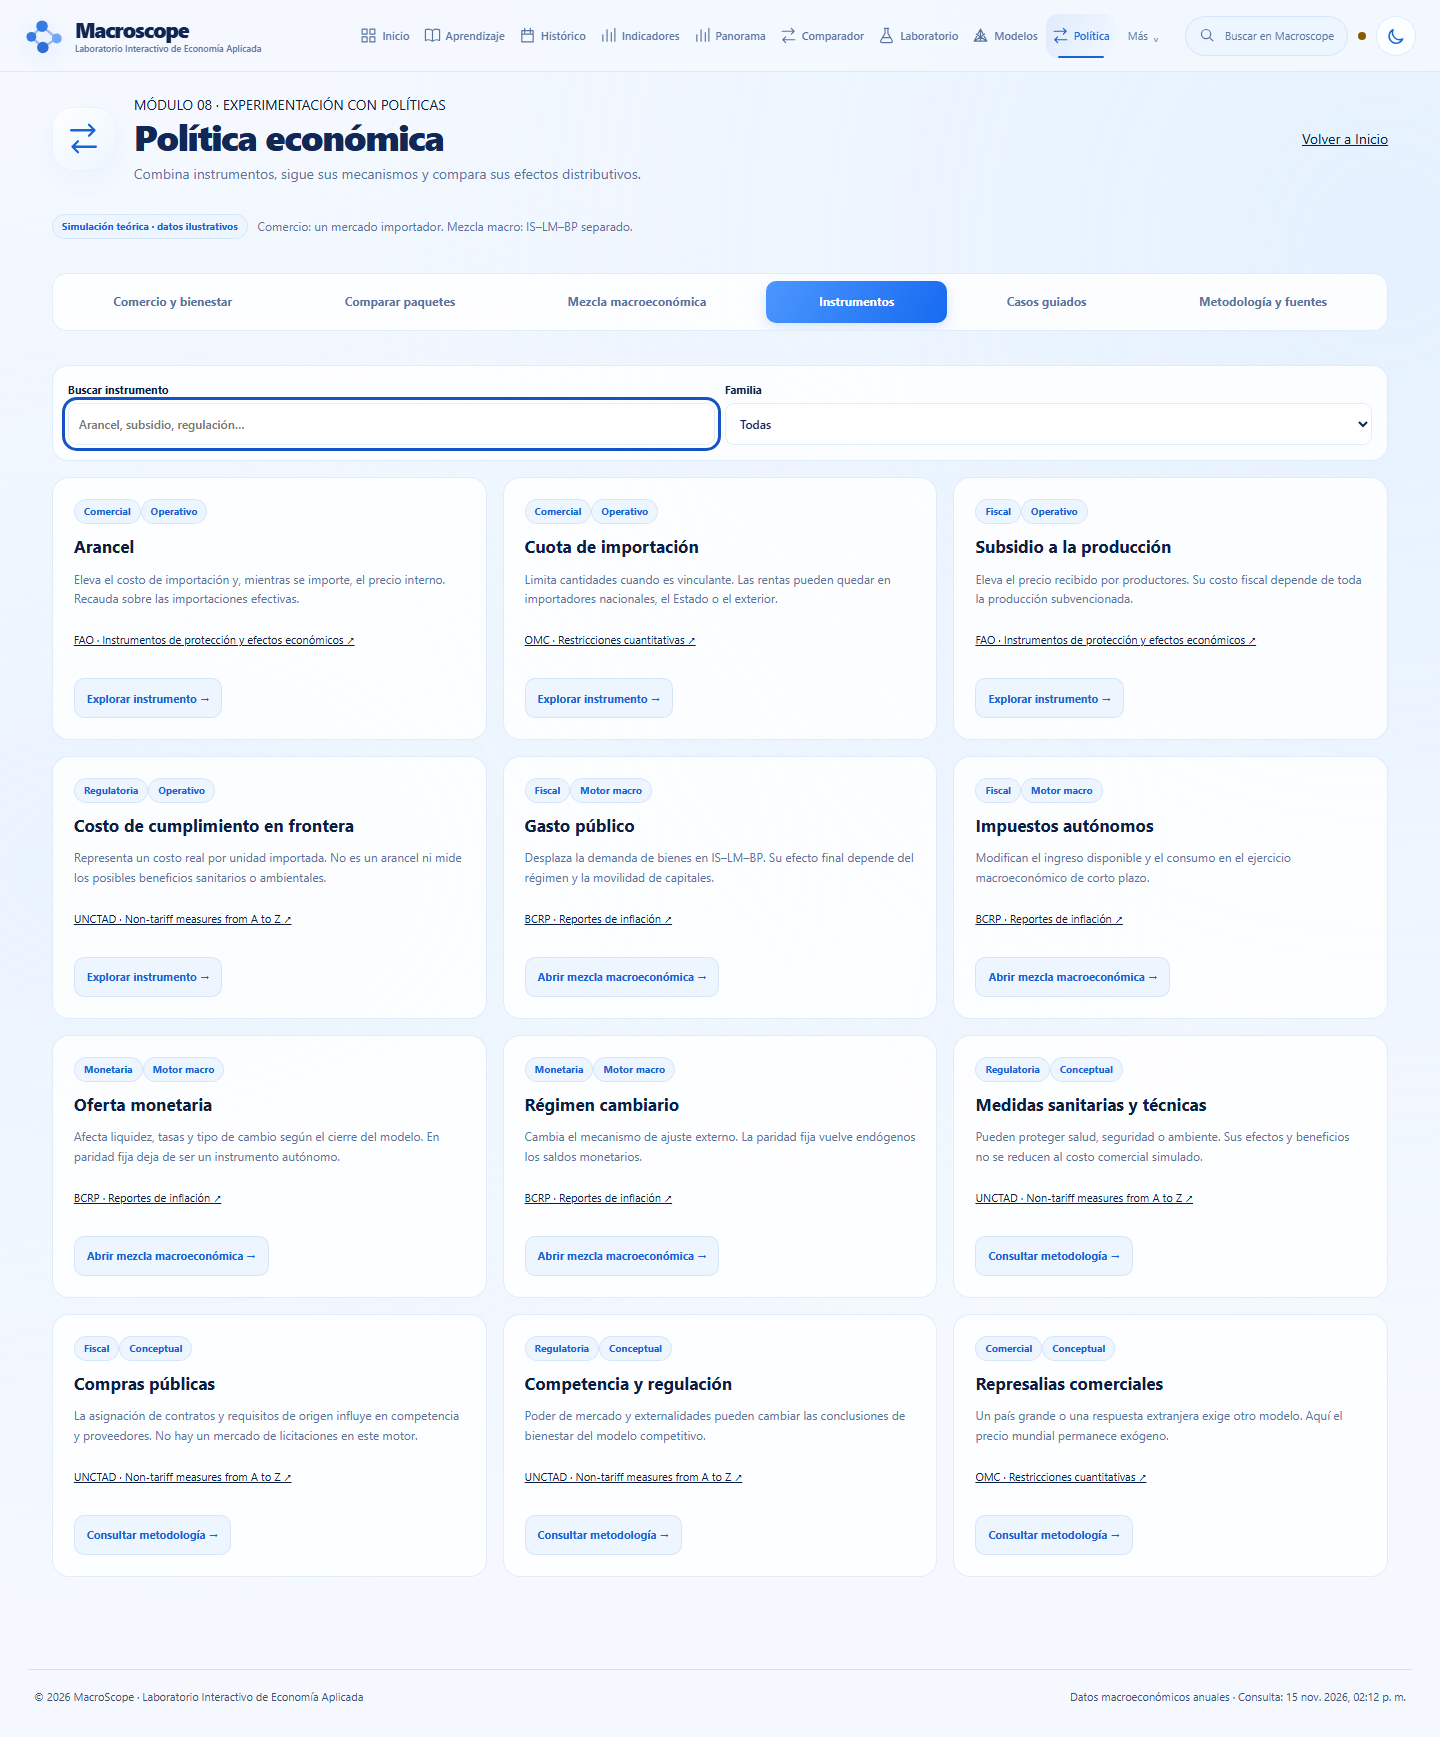 Macroscope
Laboratorio Interactivo de Economía Aplicada
Inicio
Aprendizaje
Histórico
Indicadores
Panorama
Comparador
Laboratorio
Modelos
Política
Más
Buscar en Macroscope
MÓDULO 08 · EXPERIMENTACIÓN CON POLÍTICAS
Política económica
Combina instrumentos, sigue sus mecanismos y compara sus efectos distributivos.
Volver a Inicio
Simulación teórica · datos ilustrativos
Comercio: un mercado importador. Mezcla macro: IS–LM–BP separado.
Comercio y bienestar
Comparar paquetes
Mezcla macroeconómica
Instrumentos
Casos guiados
Metodología y fuentes
Buscar instrumento
Arancel, subsidio, regulación...
Familia
Todas
Comercial
Operativo
Arancel
Eleva el costo de importación y, mientras se importe, el precio interno.
Recauda sobre las importaciones efectivas.
FAO · Instrumentos de protección y efectos económicos ↗
Explorar instrumento →
Comercial
Operativo
Cuota de importación
Limita cantidades cuando es vinculante. Las rentas pueden quedar en
importadores nacionales, el Estado o el exterior.
OMC · Restricciones cuantitativas ↗
Explorar instrumento →
Fiscal
Operativo
Subsidio a la producción
Eleva el precio recibido por productores. Su costo fiscal depende de toda
la producción subvencionada.
FAO · Instrumentos de protección y efectos económicos ↗
Explorar instrumento →
Regulatoria
Operativo
Costo de cumplimiento en frontera
Representa un costo real por unidad importada. No es un arancel ni mide
los posibles beneficios sanitarios o ambientales.
UNCTAD · Non-tariff measures from A to Z ↗
Explorar instrumento →
Fiscal
Motor macro
Gasto público
Desplaza la demanda de bienes en IS–LM–BP. Su efecto final depende del
régimen y la movilidad de capitales.
BCRP · Reportes de inflación ↗
Abrir mezcla macroeconómica →
Fiscal
Motor macro
Impuestos autónomos
Modifican el ingreso disponible y el consumo en el ejercicio
macroeconómico de corto plazo.
BCRP · Reportes de inflación ↗
Abrir mezcla macroeconómica →
Monetaria
Motor macro
Oferta monetaria
Afecta liquidez, tasas y tipo de cambio según el cierre del modelo. En
paridad fija deja de ser un instrumento autónomo.
BCRP · Reportes de inflación ↗
Abrir mezcla macroeconómica →
Monetaria
Motor macro
Régimen cambiario
Cambia el mecanismo de ajuste externo. La paridad fija vuelve endógenos
los saldos monetarios.
BCRP · Reportes de inflación ↗
Abrir mezcla macroeconómica →
Regulatoria
Conceptual
Medidas sanitarias y técnicas
Pueden proteger salud, seguridad o ambiente. Sus efectos y beneficios
no se reducen al costo comercial simulado.
UNCTAD · Non-tariff measures from A to Z ↗
Consultar metodología →
Fiscal
Conceptual
Compras públicas
La asignación de contratos y requisitos de origen influye en competencia
y proveedores. No hay un mercado de licitaciones en este motor.
UNCTAD · Non-tariff measures from A to Z ↗
Consultar metodología →
Regulatoria
Conceptual
Competencia y regulación
Poder de mercado y externalidades pueden cambiar las conclusiones de
bienestar del modelo competitivo.
UNCTAD · Non-tariff measures from A to Z ↗
Consultar metodología →
Comercial
Conceptual
Represalias comerciales
Un país grande o una respuesta extranjera exige otro modelo. Aquí el
precio mundial permanece exógeno.
OMC · Restricciones cuantitativas ↗
Consultar metodología →
© 2026 MacroScope · Laboratorio Interactivo de Economía Aplicada
Datos macroeconómicos anuales · Consulta: 15 nov. 2026, 02:12 p. m.